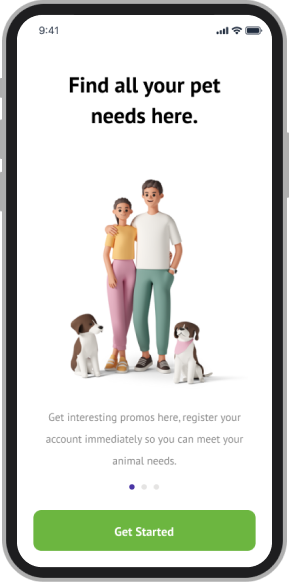 9:41
Find all your pet
needs here.
Get interesting promos here, register your
account immediately so you can meet your
animal needs.
Get Started